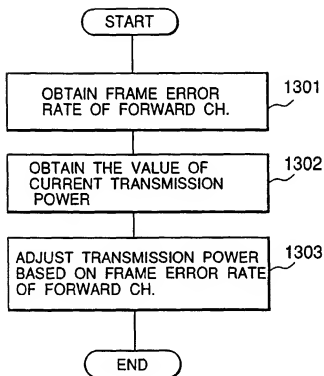 START
OBTAIN FRAME ERROR
RATE OF FORWARD CH.
1301
OBTAIN THE VALUE OF
CURRENT TRANSMISSION
POWER
1302
ADJUST TRANSMISSION POWER
BASED ON FRAME ERROR RATE
OF FORWARD CH.
1303
END